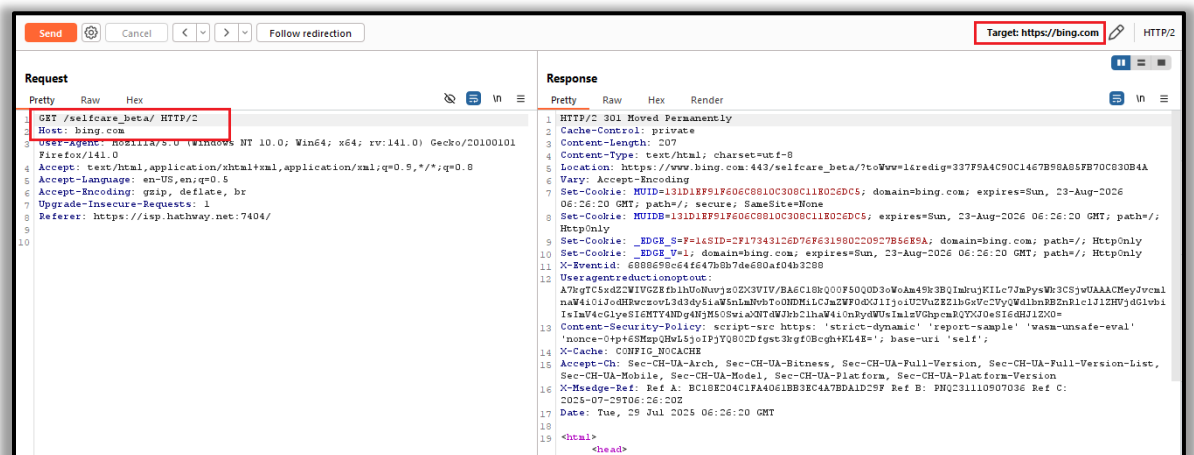 Send Cancel < > Follow redirection Target: https://bing.com HTTP/2
Request
Pretty Raw Hex \n
1 GET /selfcare_beta/ HTTP/2
2 Host: bing.com
3 User-Agent: Mozilla/5.0 (Windows NT 10.0; Win64; x64; rv:141.0) Gecko/20100101
Firefox/141.0
4 Accept: text/html,application/xhtml+xml,application/xml;q=0.9,*/*;q=0.8
5 Accept-Language: en-US,en;q=0.5
6 Accept-Encoding: gzip, deflate, br
7 Upgrade-Insecure-Requests: 1
8 Referer: https://isp.hathway.net:7404/
9
10
Response
Pretty Raw Hex Render \n
1 HTTP/2 301 Moved Permanently
2 Cache-Control: private
3 Content-Length: 207
4 Content-Type: text/html; charset=utf-8
5 Location: https://www.bing.com:443/selfcare_beta/?toWww=1&redig=337F9A4C90C1467B98A85FB70C830B4A
6 Vary: Accept-Encoding
7 Set-Cookie: MUID=131D1EF91F606C8810C308C11E026DC5; domain=bing.com; expires=Sun, 23-Aug-2026
06:26:20 GMT; path=/; secure; SameSite=None
8 Set-Cookie: MUIDB=131D1EF91F606C8810C308C11E026DC5; expires=Sun, 23-Aug-2026 06:26:20 GMT; path=/;
HttpOnly
9 Set-Cookie: _EDGE_S=F=1&SID=2F17343126D76F631980220927B56E9A; domain=bing.com; path=/; HttpOnly
10 Set-Cookie: _EDGE_V=1; domain=bing.com; expires=Sun, 23-Aug-2026 06:26:20 GMT; path=/; HttpOnly
11 X-Eventid: 6888698c64f647b8b7de680af04b3288
12 Useragentreductionoptout:
13 Content-Security-Policy: script-src https: 'strict-dynamic' 'report-sample' 'wasm-unsafe-eval'
base-uri 'self';
14 X-Cache: CONFIG_NOCACHE
15 Accept-Ch: Sec-CH-UA-Arch, Sec-CH-UA-Bitness, Sec-CH-UA-Full-Version, Sec-CH-UA-Full-Version-List,
Sec-CH-UA-Mobile, Sec-CH-UA-Model, Sec-CH-UA-Platform, Sec-CH-UA-Platform-Version
16 X-Msedge-Ref: Ref A: BC18E204C1FA4061BB3EC4A7BDA1D29F Ref B: PNQ231110907036 Ref C:
2025-07-29T06:26:20Z
17 Date: Tue, 29 Jul 2025 06:26:20 GMT
18
19 <html>
<head>